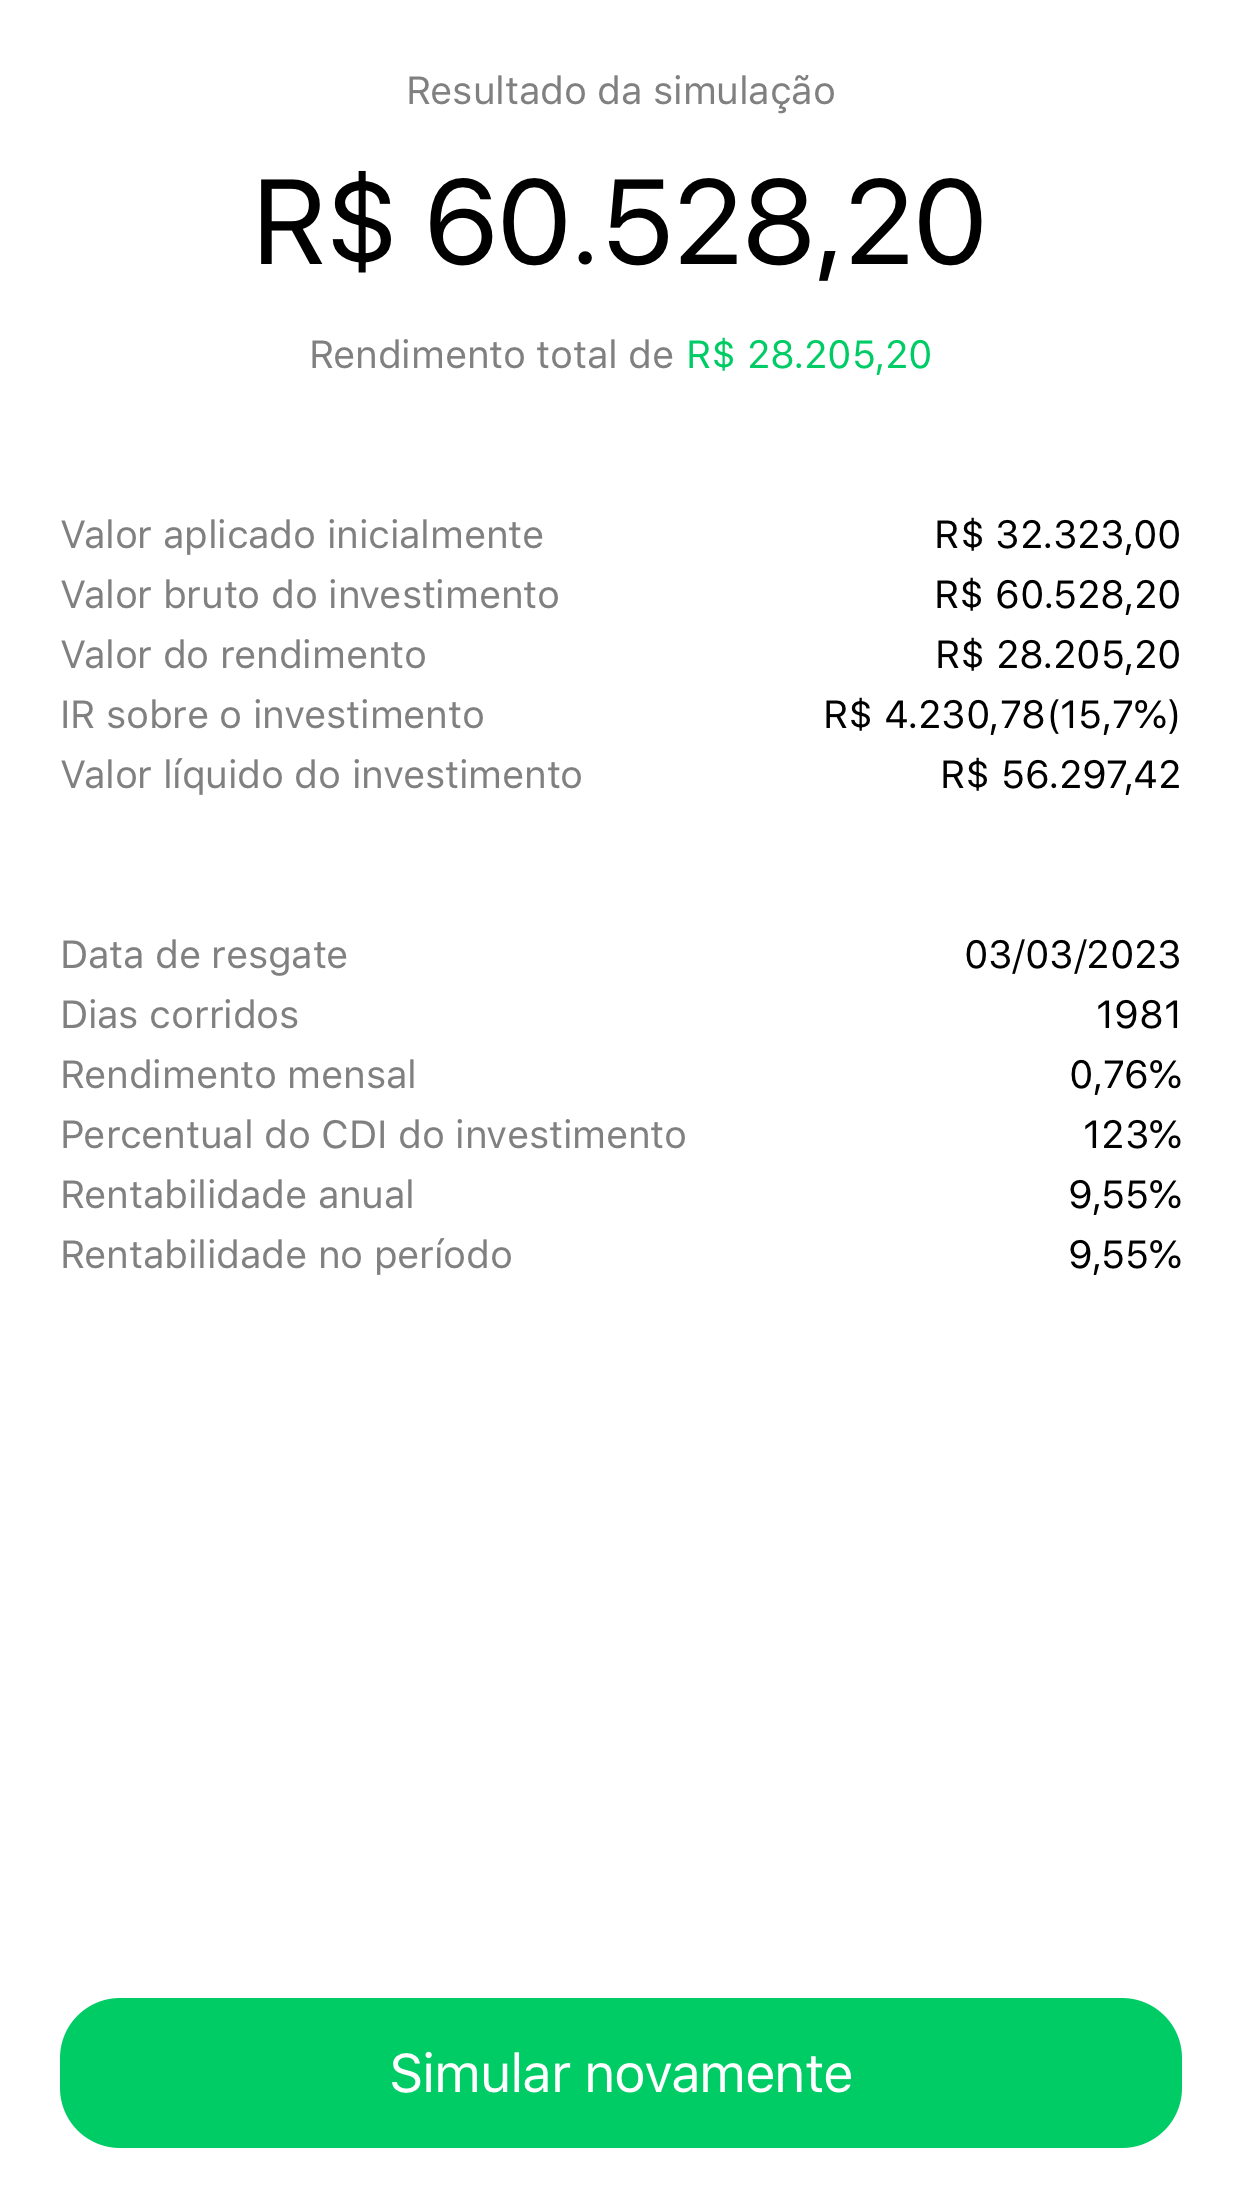 Resultado da simulação
R$ 60.528,20
Rendimento total de R$ 28.205,20
Valor aplicado inicialmente R$ 32.323,00
Valor bruto do investimento R$ 60.528,20
Valor do rendimento R$ 28.205,20
IR sobre o investimento R$ 4.230,78(15,7%)
Valor líquido do investimento R$ 56.297,42
Data de resgate 03/03/2023
Dias corridos 1981
Rendimento mensal 0,76%
Percentual do CDI do investimento 123%
Rentabilidade anual 9,55%
Rentabilidade no período 9,55%
Simular novamente